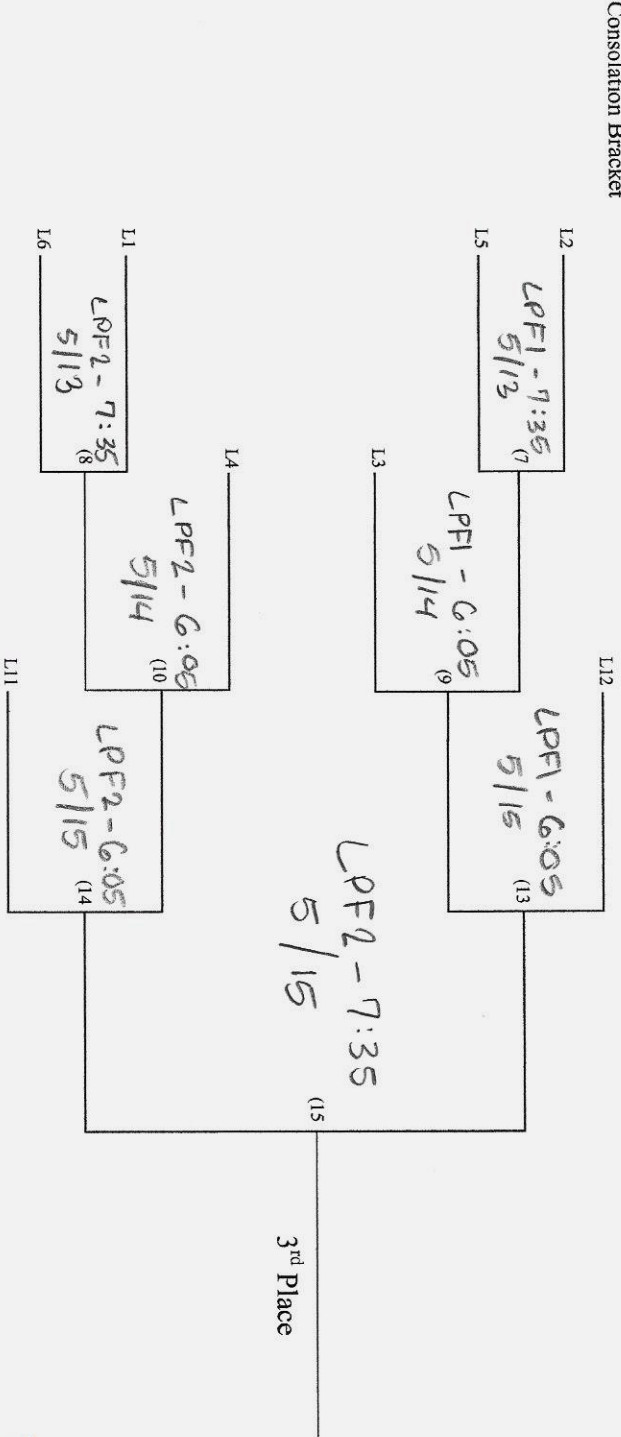 Consolation Bracket
L2
LPF1 - 7:35
5/13
(7
L5
L12
LPF1 - 6:05
5/15
(13
LPF1 - 6:05
5/14
(9
L3
LPF2 - 7:35
5/15
(15
3rd Place
L4
LPF2 - 6:05
5/14
(10
L1
LPF2 - 7:35
5/13
(8
L6
LPF2 - 6:05
5/15
(14
L11